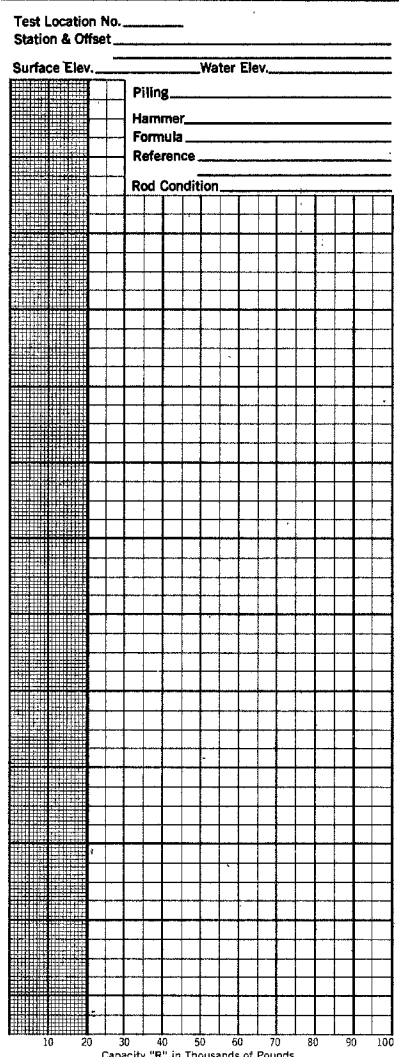 Test Location No.
Station & Offset
Surface Elev. Water Elev.
Piling
Hammer
Formula
Reference
Rod Condition
10 20 30 40 50 60 70 80 90 100
Capacity "R" in Thousands of Pounds